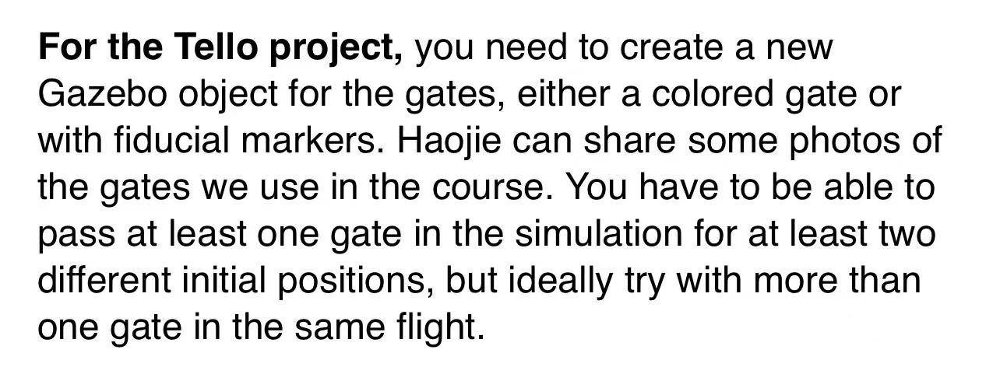 For the Tello project, you need to create a new
Gazebo object for the gates, either a colored gate or
with fiducial markers. Haojie can share some photos of
the gates we use in the course. You have to be able to
pass at least one gate in the simulation for at least two
different initial positions, but ideally try with more than
one gate in the same flight.